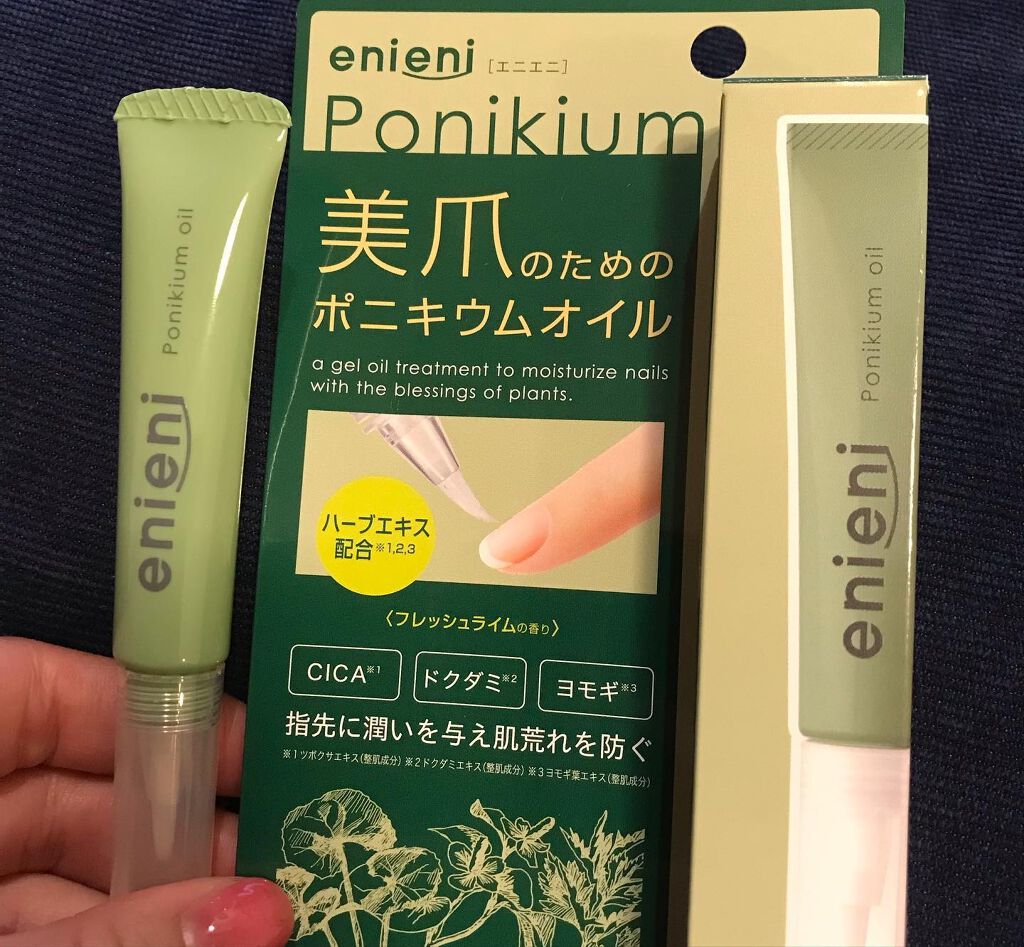 enieni
Ponikium oil
enieni [エニエニ]
Ponikium
美爪のための
ポニキウムオイル
a gel oil treatment to moisturize nails
with the blessings of plants.
ハーブエキス
配合※1,2,3
〈フレッシュライムの香り〉
CICA※1
ドクダミ※2
ヨモギ※3
指先に潤いを与え肌荒れを防ぐ
※1ツボクサエキス(整肌成分) ※2ドクダミエキス(整肌成分) ※3ヨモギ葉エキス(整肌成分)
enieni
Ponikium oil